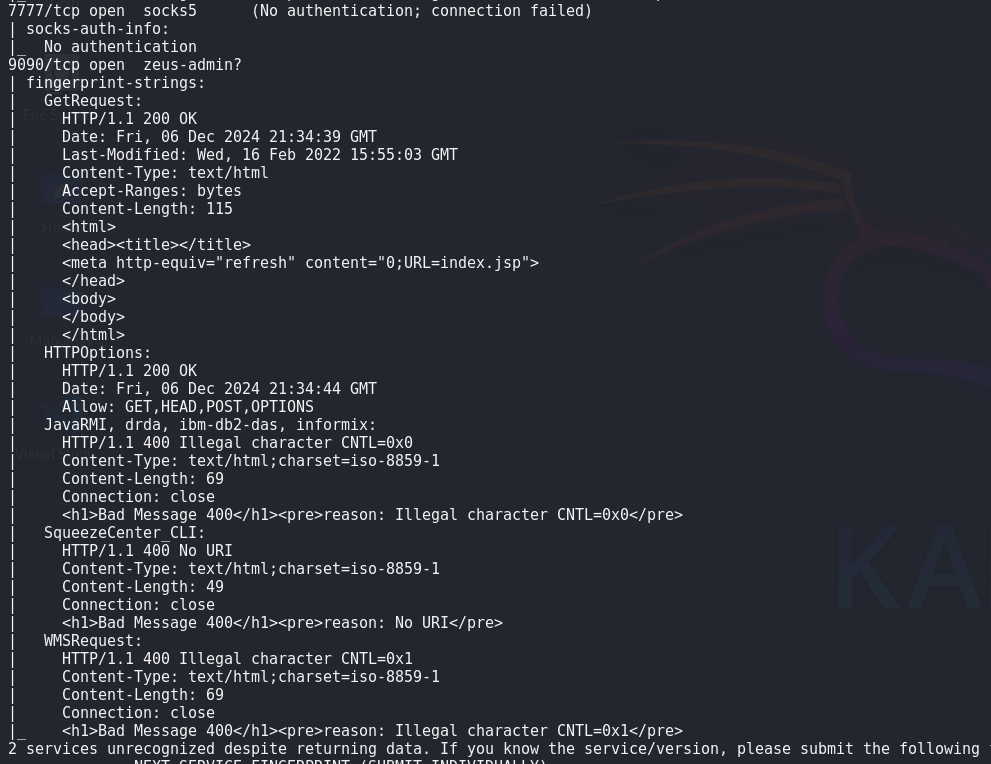 7777/tcp open  socks5      (No authentication; connection failed)
| socks-auth-info:
|_  No authentication
9090/tcp open  zeus-admin?
| fingerprint-strings:
|   GetRequest:
|     HTTP/1.1 200 OK
|     Date: Fri, 06 Dec 2024 21:34:39 GMT
|     Last-Modified: Wed, 16 Feb 2022 15:55:03 GMT
|     Content-Type: text/html
|     Accept-Ranges: bytes
|     Content-Length: 115
|     <html>
|     <head><title></title>
|     <meta http-equiv="refresh" content="0;URL=index.jsp">
|     </head>
|     <body>
|     </body>
|     </html>
|   HTTPOptions:
|     HTTP/1.1 200 OK
|     Date: Fri, 06 Dec 2024 21:34:44 GMT
|     Allow: GET,HEAD,POST,OPTIONS
|   JavaRMI, drda, ibm-db2-das, informix:
|     HTTP/1.1 400 Illegal character CNTL=0x0
|     Content-Type: text/html;charset=iso-8859-1
|     Content-Length: 69
|     Connection: close
|     <h1>Bad Message 400</h1><pre>reason: Illegal character CNTL=0x0</pre>
|   SqueezeCenter_CLI:
|     HTTP/1.1 400 No URI
|     Content-Type: text/html;charset=iso-8859-1
|     Content-Length: 49
|     Connection: close
|     <h1>Bad Message 400</h1><pre>reason: No URI</pre>
|   WMSRequest:
|     HTTP/1.1 400 Illegal character CNTL=0x1
|     Content-Type: text/html;charset=iso-8859-1
|     Content-Length: 69
|     Connection: close
|_    <h1>Bad Message 400</h1><pre>reason: Illegal character CNTL=0x1</pre>
2 services unrecognized despite returning data. If you know the service/version, please submit the following
NEXT SERVICE FINGERPRINT (SUBMIT INDIVIDUALLY)
KA